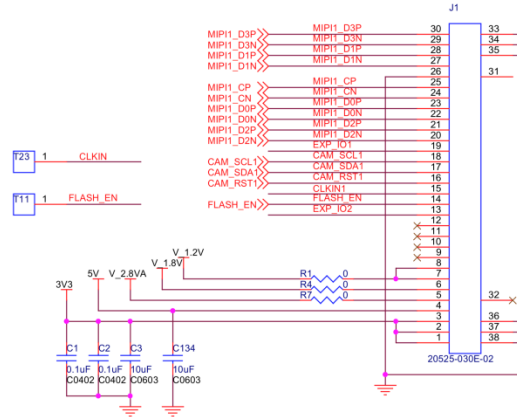 J1
MIPI1_D3P MIPI1_D3P 30 33
MIPI1_D3N MIPI1_D3N 29 34
MIPI1_D1P MIPI1_D1P 28 35
MIPI1_D1N MIPI1_D1N 27
26 31
MIPI1_CP MIPI1_CP 25
MIPI1_CN MIPI1_CN 24
MIPI1_D0P MIPI1_D0P 23
MIPI1_D0N MIPI1_D0N 22
MIPI1_D2P MIPI1_D2P 21
MIPI1_D2N MIPI1_D2N 20
EXP_IO1 19
T23 1 CLKIN CAM_SCL1 CAM_SCL1 18
CAM_SDA1 CAM_SDA1 17
CAM_RST1 CAM_RST1 16
CLKIN1 15
T11 1 FLASH_EN FLASH_EN FLASH_EN 14
EXP_IO2 13
12
11
10
9
V_1.2V 8
V_1.8V R1 0 7
5V V_2.8VA R4 0 6
3V3 R7 0 5 32
4
3 36
2 37
1 38
C1 C2 C3 C134 20525-030E-02
0.1uF 0.1uF 10uF 10uF
C0402 C0402 C0603 C0603